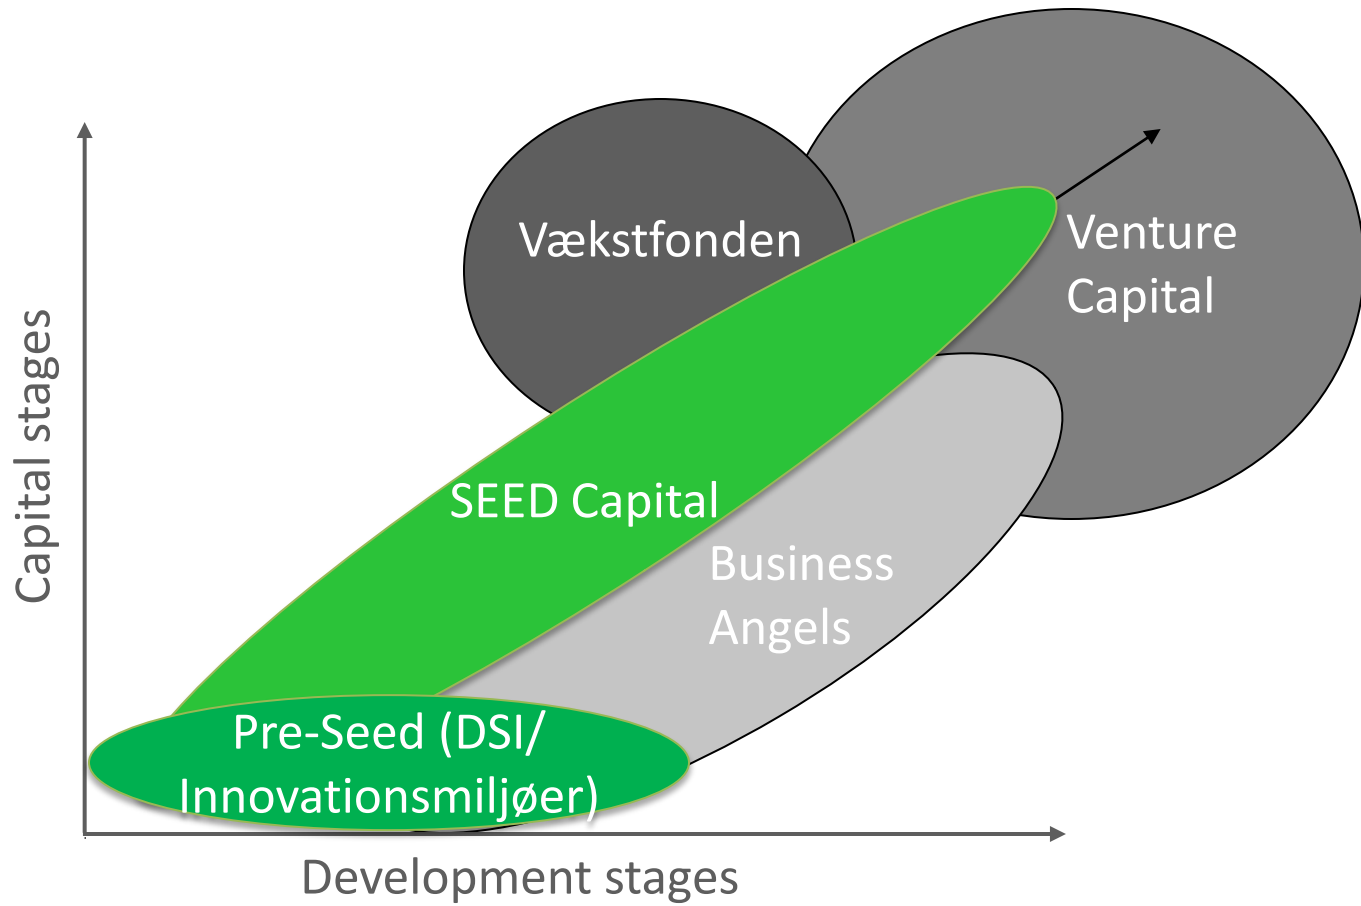 Vækstfonden
Venture
Capital
Capital stages
SEED Capital
Business
Angels
Pre-Seed (DSI/
Innovationsmiljøer)
Development stages